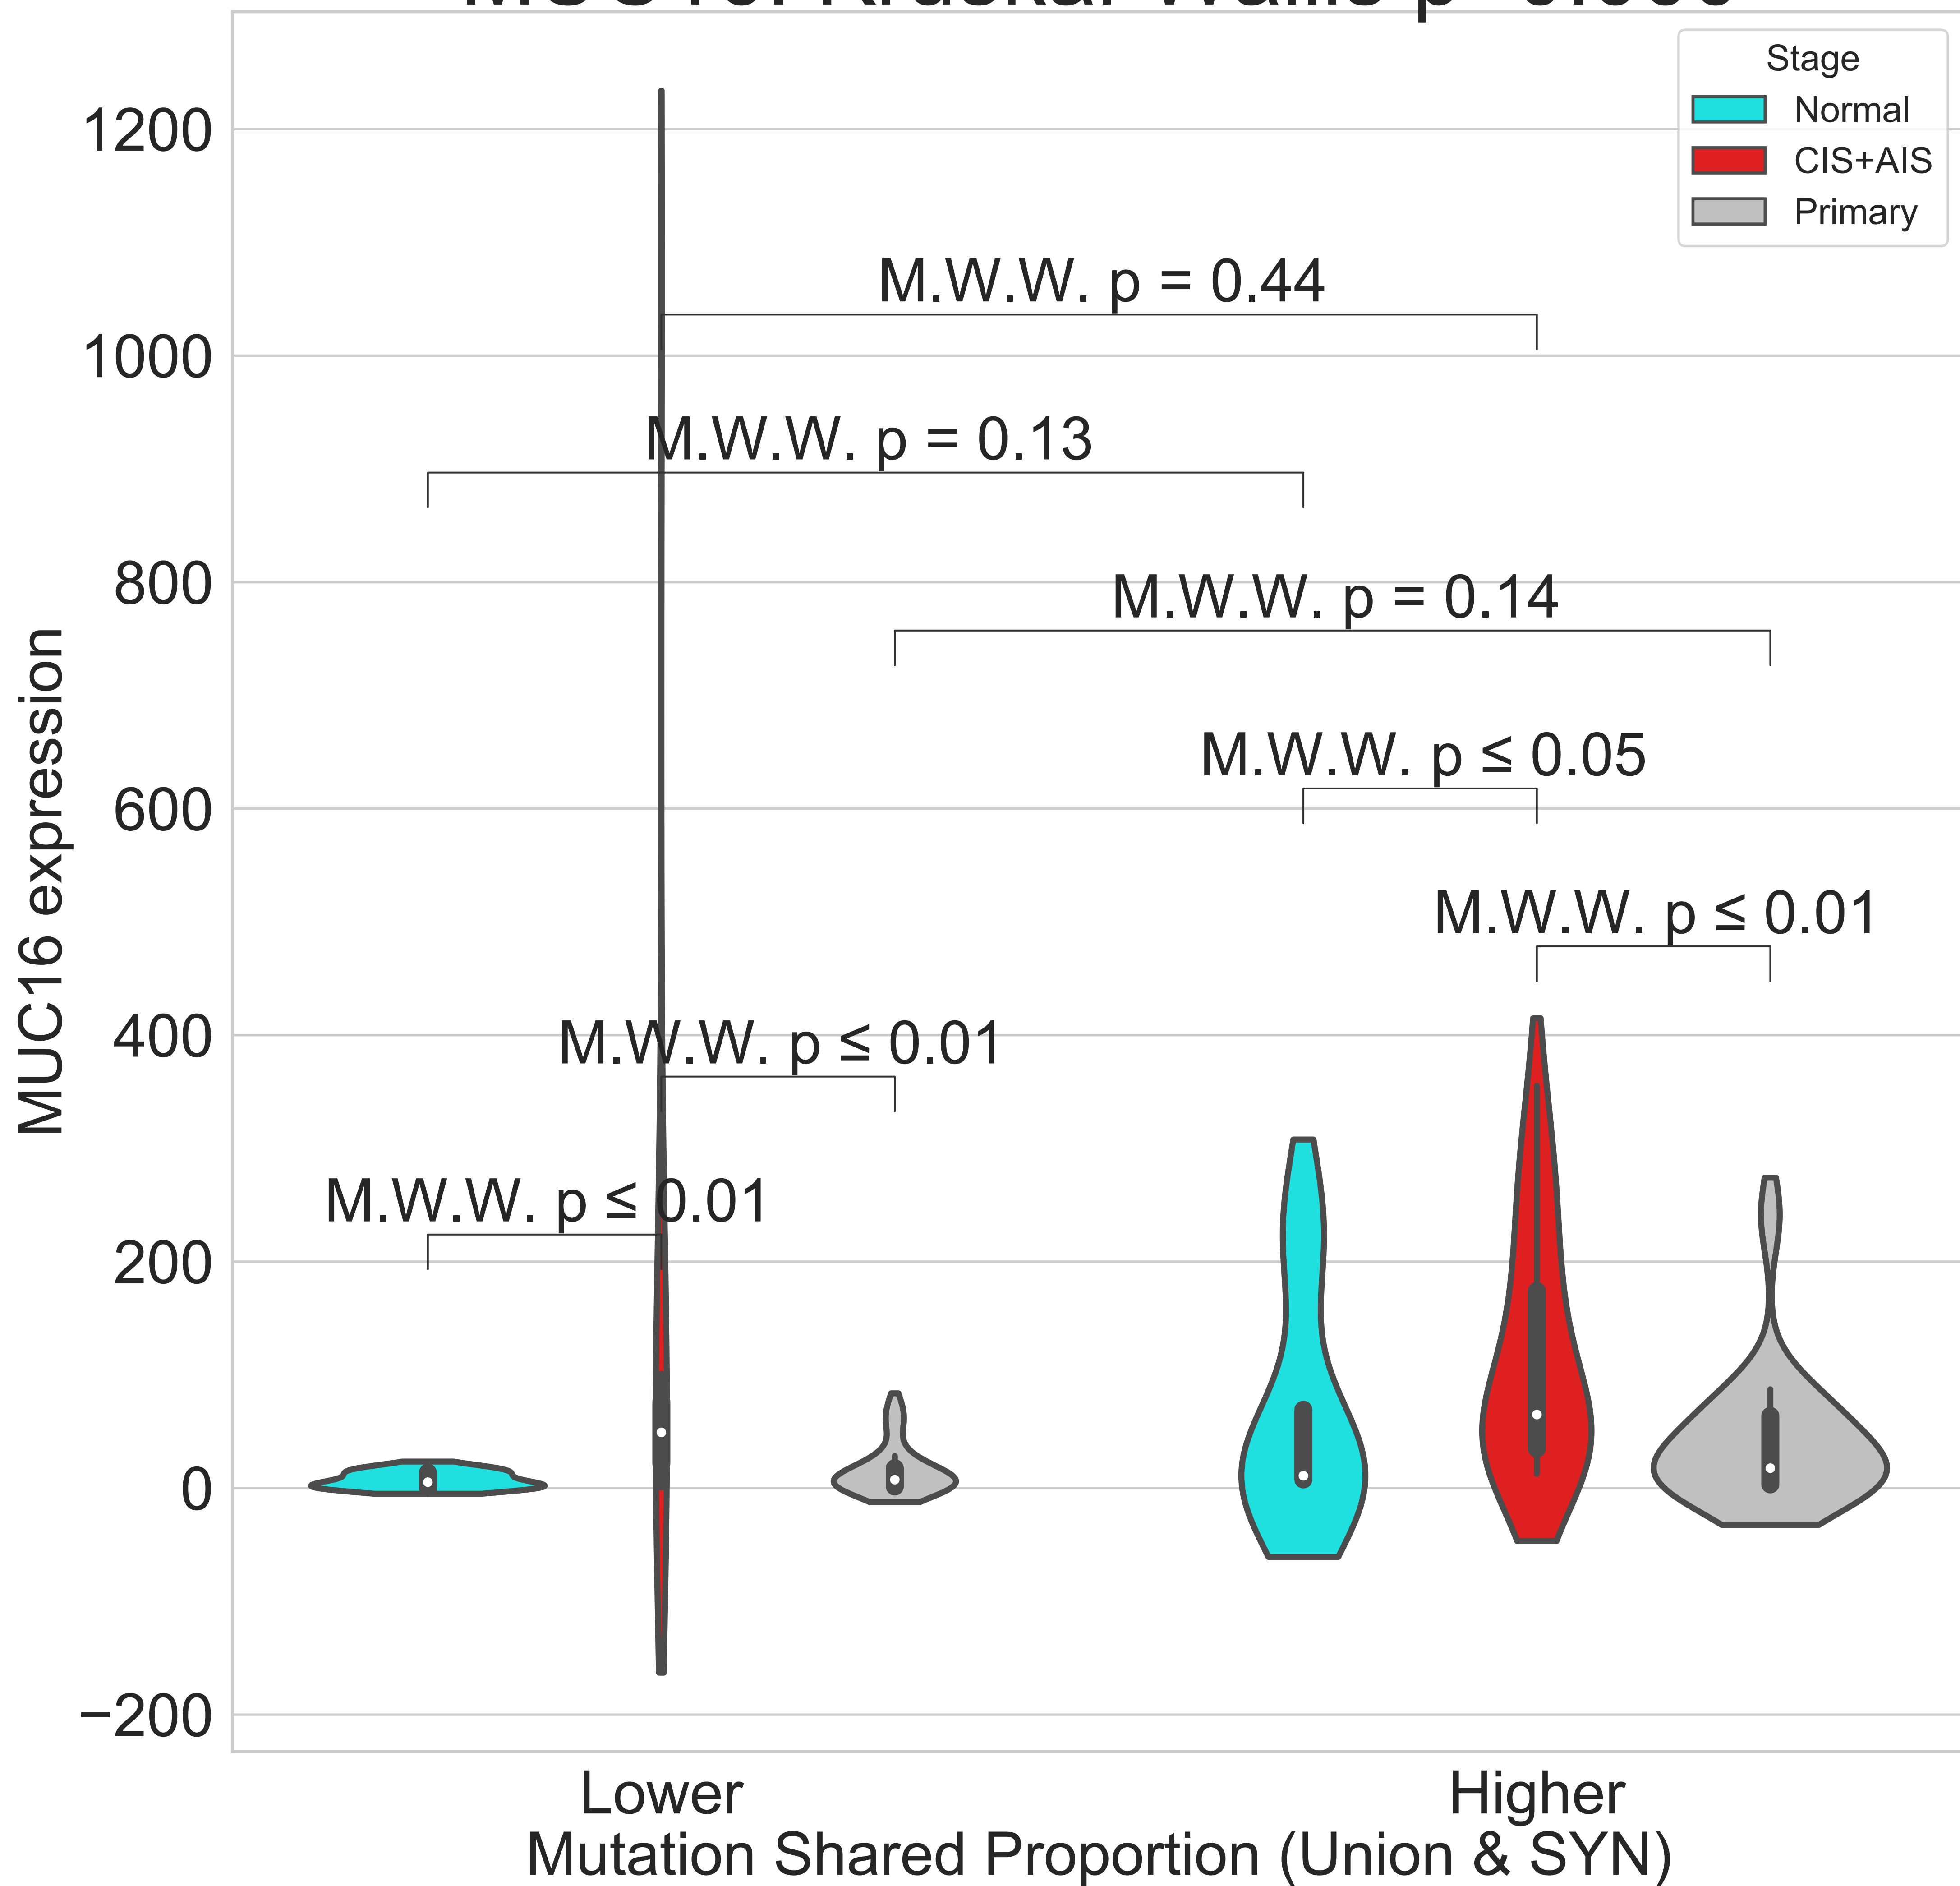 Stage
Normal
CIS+AIS
Primary
1200
1000
800
600
400
200
0
−200
MUC16 expression
M.W.W. p = 0.44
M.W.W. p = 0.13
M.W.W. p = 0.14
M.W.W. p ≤ 0.05
M.W.W. p ≤ 0.01
M.W.W. p ≤ 0.01
M.W.W. p ≤ 0.01
Lower
Higher
Mutation Shared Proportion (Union & SYN)